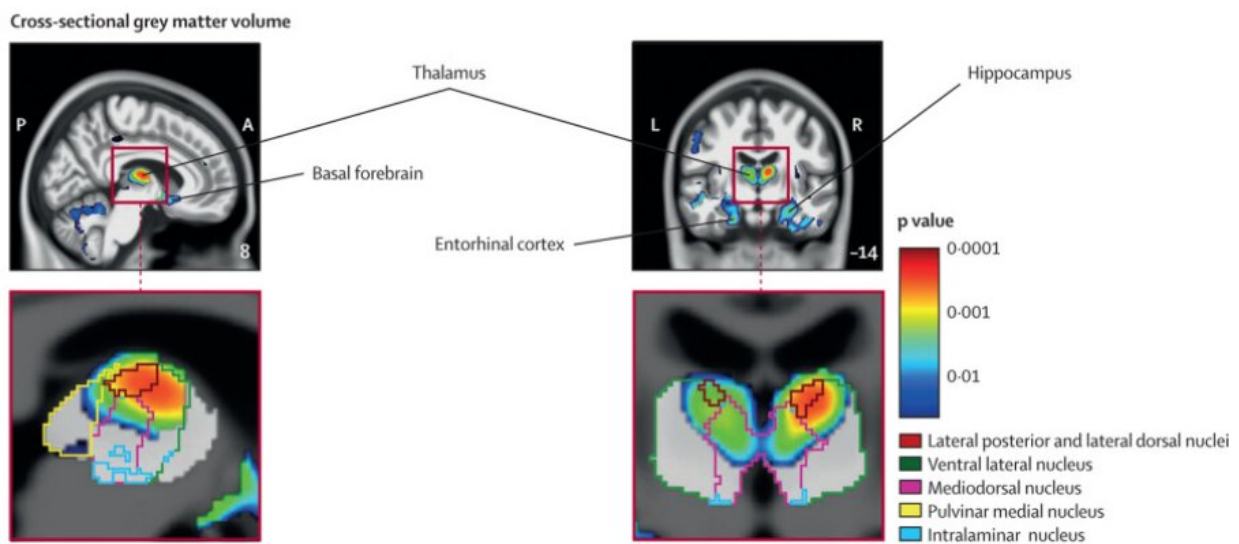 Cross-sectional grey matter volume
P
A
8
Thalamus
Basal forebrain
Entorhinal cortex
L
R
-14
Hippocampus
p value
0·0001
0·001
0·01
Lateral posterior and lateral dorsal nuclei
Ventral lateral nucleus
Mediodorsal nucleus
Pulvinar medial nucleus
Intralaminar nucleus